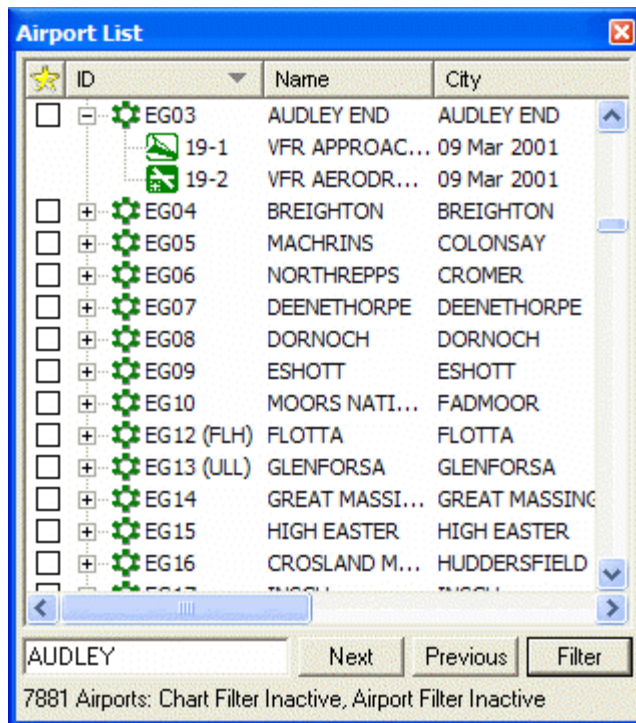 Airport List
ID Name City
EG03 AUDLEY END AUDLEY END
19-1 VFR APPROAC... 09 Mar 2001
19-2 VFR AERODR... 09 Mar 2001
EG04 BREIGHTON BREIGHTON
EG05 MACHRINS COLONSAY
EG06 NORTHREPPS CROMER
EG07 DEENETHORPE DEENETHORPE
EG08 DORNOCH DORNOCH
EG09 ESHOTT ESHOTT
EG10 MOORS NATI... FADMOOR
EG12 (FLH) FLOTTA FLOTTA
EG13 (ULL) GLENFORSA GLENFORSA
EG14 GREAT MASSI... GREAT MASSING
EG15 HIGH EASTER HIGH EASTER
EG16 CROSLAND M... HUDDERSFIELD
AUDLEY Next Previous Filter
7881 Airports: Chart Filter Inactive, Airport Filter Inactive